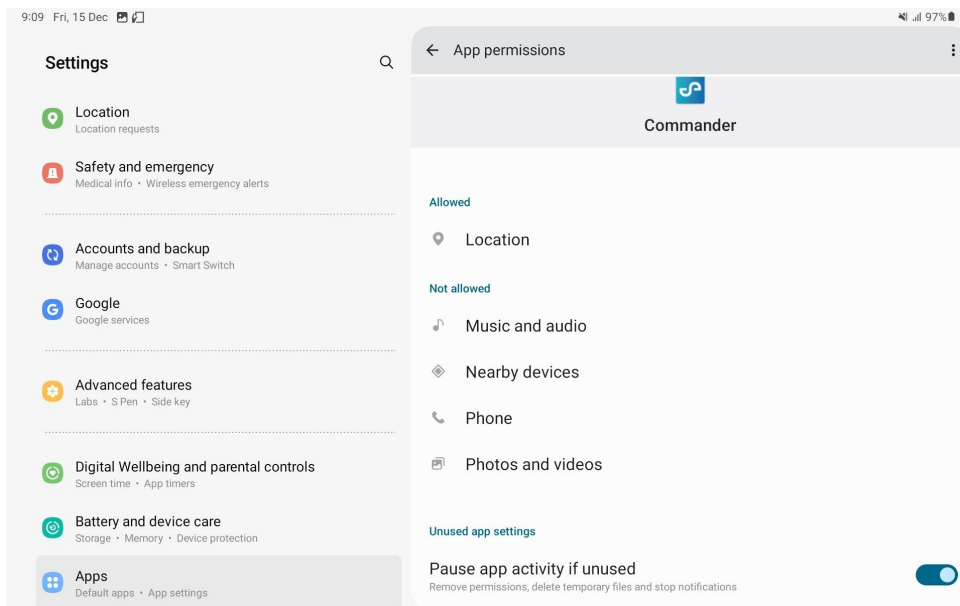 9:09 Fri, 15 Dec
97%
Settings
Location
Location requests
Safety and emergency
Medical info • Wireless emergency alerts
Accounts and backup
Manage accounts • Smart Switch
Google
Google services
Advanced features
Labs • S Pen • Side key
Digital Wellbeing and parental controls
Screen time • App timers
Battery and device care
Storage • Memory • Device protection
Apps
Default apps • App settings
App permissions
Commander
Allowed
Location
Not allowed
Music and audio
Nearby devices
Phone
Photos and videos
Unused app settings
Pause app activity if unused
Remove permissions, delete temporary files and stop notifications